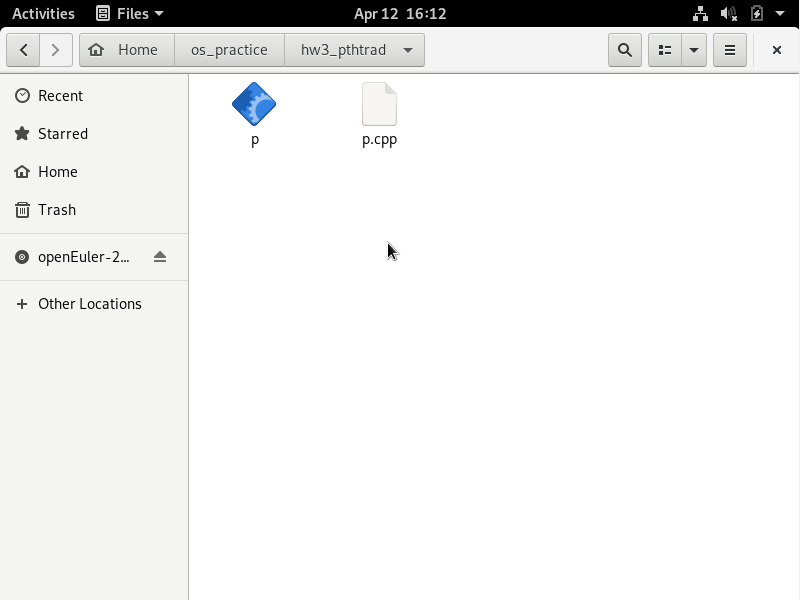 Activities Files Apr 12 16:12
Home os_practice hw3_pthtrad
Recent
Starred
Home
Trash
openEuler-2...
Other Locations
p
p.cpp